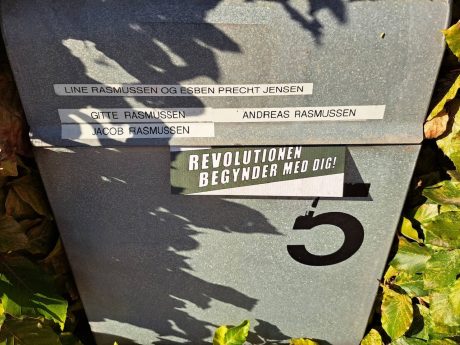 LINE RASMUSSEN OG ESBEN PRECHT JENSEN
GITTE RASMUSSEN ANDREAS RASMUSSEN
JACOB RASMUSSEN
REVOLUTIONEN
BEGYNDER MED DIG!
5